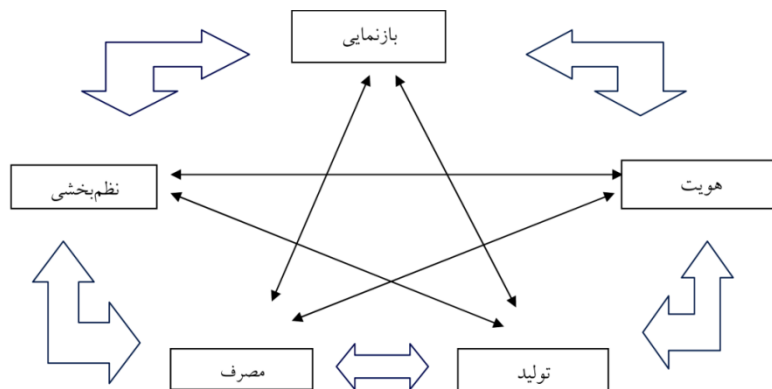 بازنمایی
هویت
نظم‌بخشی
تولید
مصرف